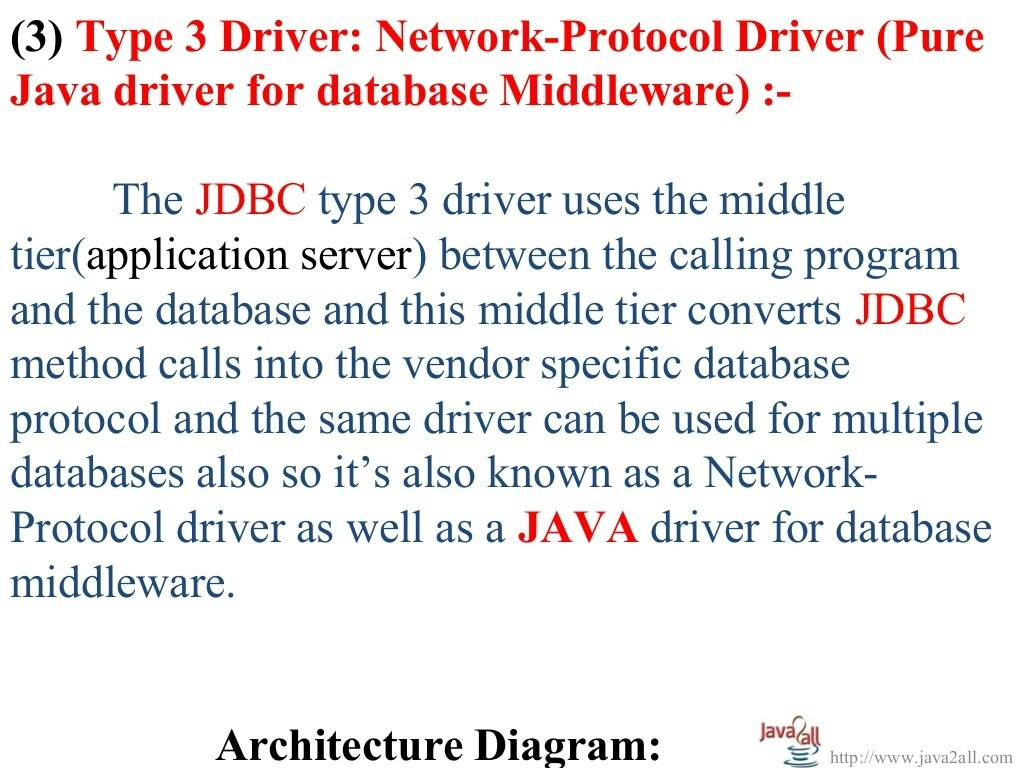 (3) Type 3 Driver: Network-Protocol Driver (Pure
Java driver for database Middleware) :-
The JDBC type 3 driver uses the middle
tier(application server) between the calling program
and the database and this middle tier converts JDBC
method calls into the vendor specific database
protocol and the same driver can be used for multiple
databases also so it’s also known as a Network-
Protocol driver as well as a JAVA driver for database
middleware.
Architecture Diagram:
Java2all
http://www.java2all.com